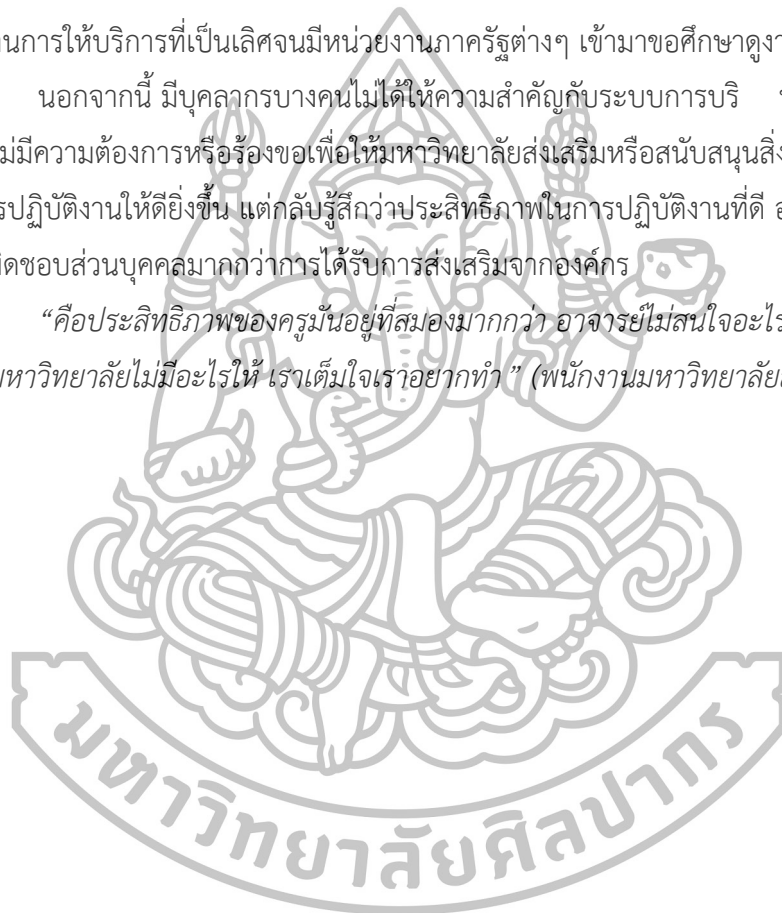 นการให้บริการที่เป็นเลิศจนมีหน่วยงานภาครัฐต่างๆ เข้ามาขอศึกษาดูงา
นอกจากนี้ มีบุคลากรบางคนไม่ได้ให้ความสำคัญกับระบบการบริ
ม่มีความต้องการหรือร้องขอเพื่อให้มหาวิทยาลัยส่งเสริมหรือสนับสนุนสิ่ง
รปฏิบัติงานให้ดียิ่งขึ้น แต่กลับรู้สึกว่าประสิทธิภาพในการปฏิบัติงานที่ดี อ
ผิดชอบส่วนบุคคลมากกว่าการได้รับการส่งเสริมจากองค์กร
“คือประสิทธิภาพของครูมันอยู่ที่สมองมากกว่า อาจารย์ไม่สนใจอะไร
มหาวิทยาลัยไม่มีอะไรให้ เราเต็มใจเราอยากทำ ” (พนักงานมหาวิทยาลัย
มหาวิทยาลัยศิลปากร